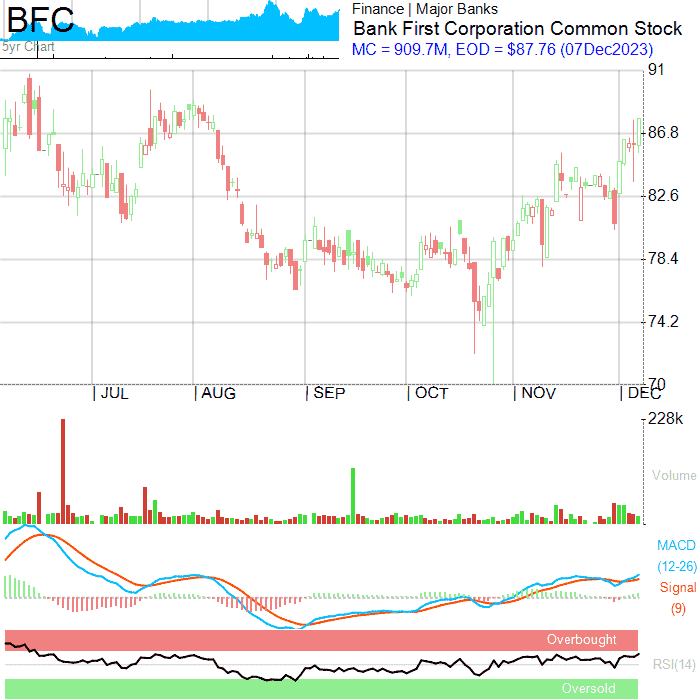 BFC
5yr Chart
Finance | Major Banks
Bank First Corporation Common Stock
MC = 909.7M, EOD = $87.76 (07Dec2023)
91
86.8
82.6
78.4
74.2
70
JUL AUG SEP OCT NOV DEC
228k
Volume
MACD
(12-26)
Signal
(9)
Overbought
RSI(14)
Oversold